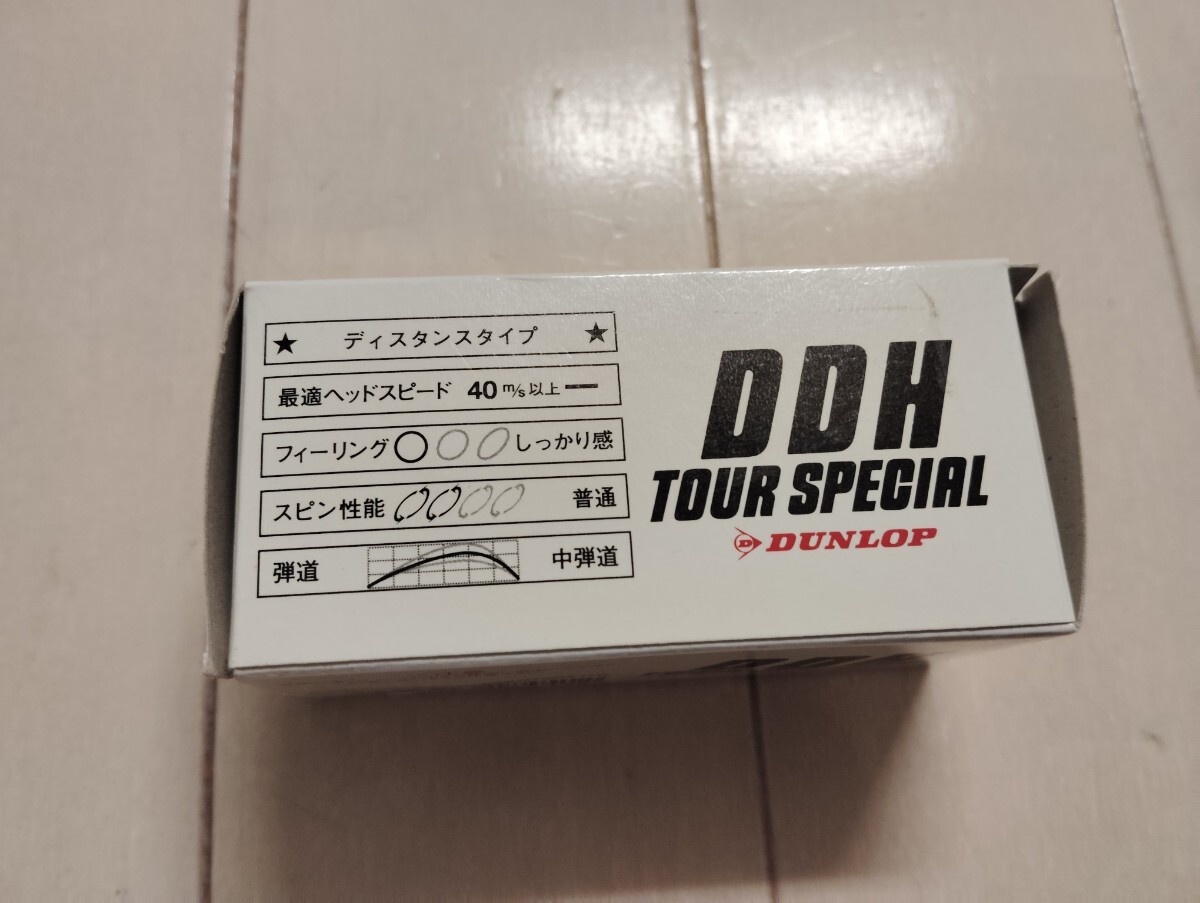 ★ ディスタンスタイプ ★
最適ヘッドスピード 40 m/s以上 ー
フィーリング しっかり感
スピン性能 普通
弾道 中弾道
DDH
TOUR SPECIAL
DUNLOP